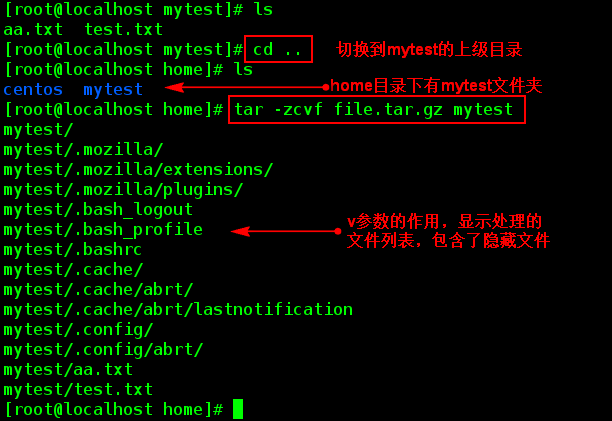 [root@localhost mytest]# ls
aa.txt  test.txt
[root@localhost mytest]# cd ..  切换到mytest的上级目录
[root@localhost home]# ls
centos  mytest  home目录下有mytest文件夹
[root@localhost home]# tar -zcvf file.tar.gz mytest
mytest/
mytest/.mozilla/
mytest/.mozilla/extensions/
mytest/.mozilla/plugins/
mytest/.bash_logout
mytest/.bash_profile
v参数的作用，显示处理的
文件列表，包含了隐藏文件
mytest/.bashrc
mytest/.cache/
mytest/.cache/abrt/
mytest/.cache/abrt/lastnotification
mytest/.config/
mytest/.config/abrt/
mytest/aa.txt
mytest/test.txt
[root@localhost home]#